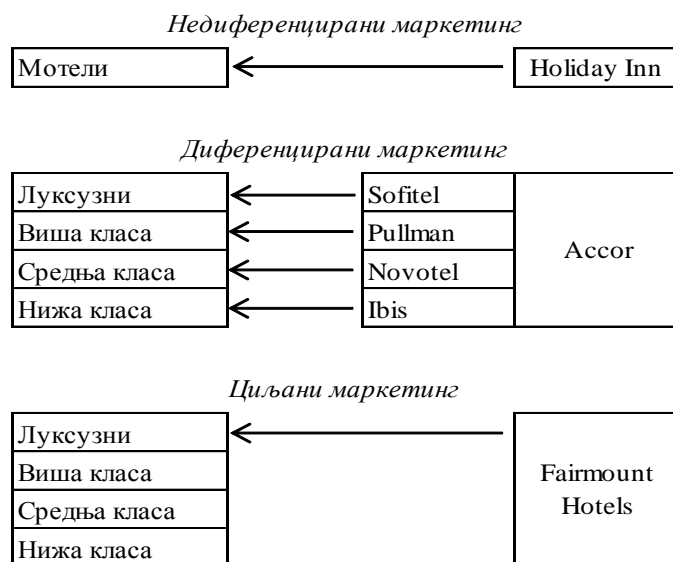 Недиференцирани маркетинг
Мотели
Holiday Inn
Диференцирани маркетинг
Луксузни
Sofitel
Виша класа
Pullman
Accor
Средња класа
Novotel
Нижа класа
Ibis
Циљани маркетинг
Луксузни
Виша класа
Fairmount
Hotels
Средња класа
Нижа класа